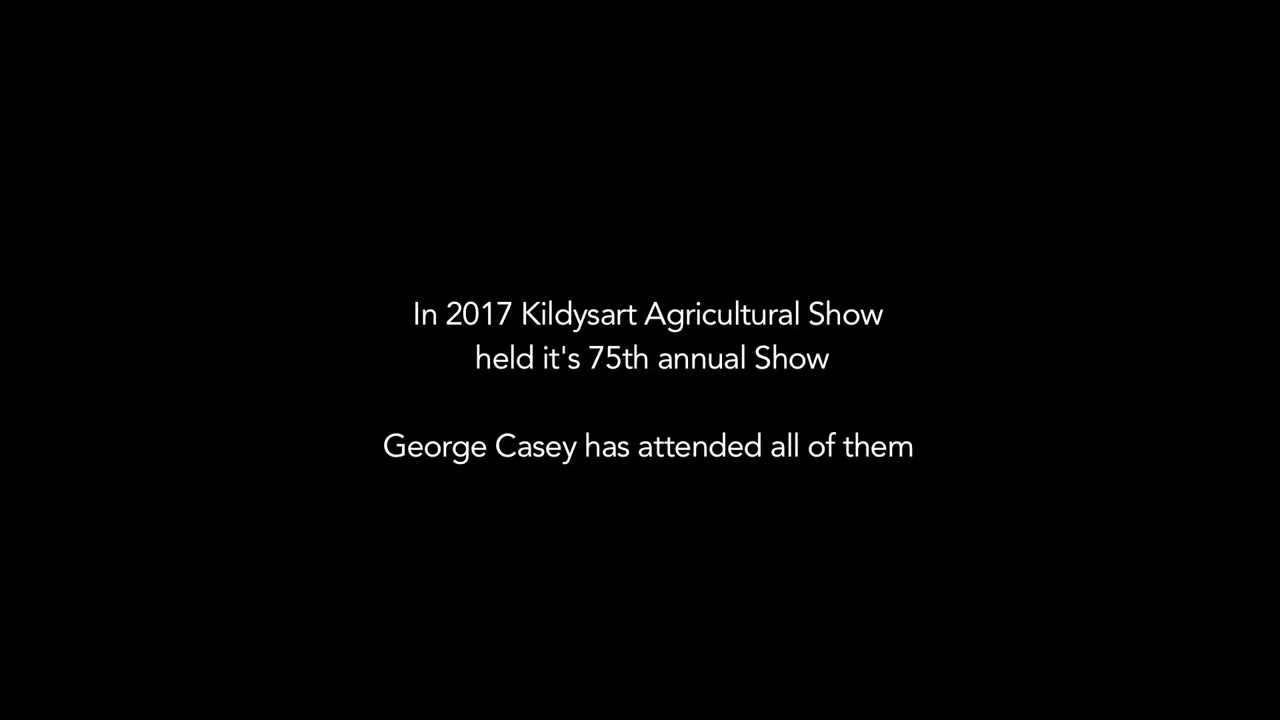 In 2017 Kildysart Agricultural Show
held it's 75th annual Show
George Casey has attended all of them